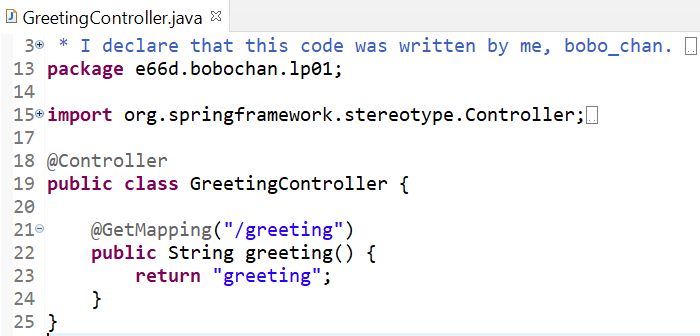 GreetingController.java
3 * I declare that this code was written by me, bobo_chan.
13 package e66d.bobochan.lp01;
14
15 import org.springframework.stereotype.Controller;
17
18 @Controller
19 public class GreetingController {
20
21 @GetMapping("/greeting")
22 public String greeting() {
23 return "greeting";
24 }
25 }